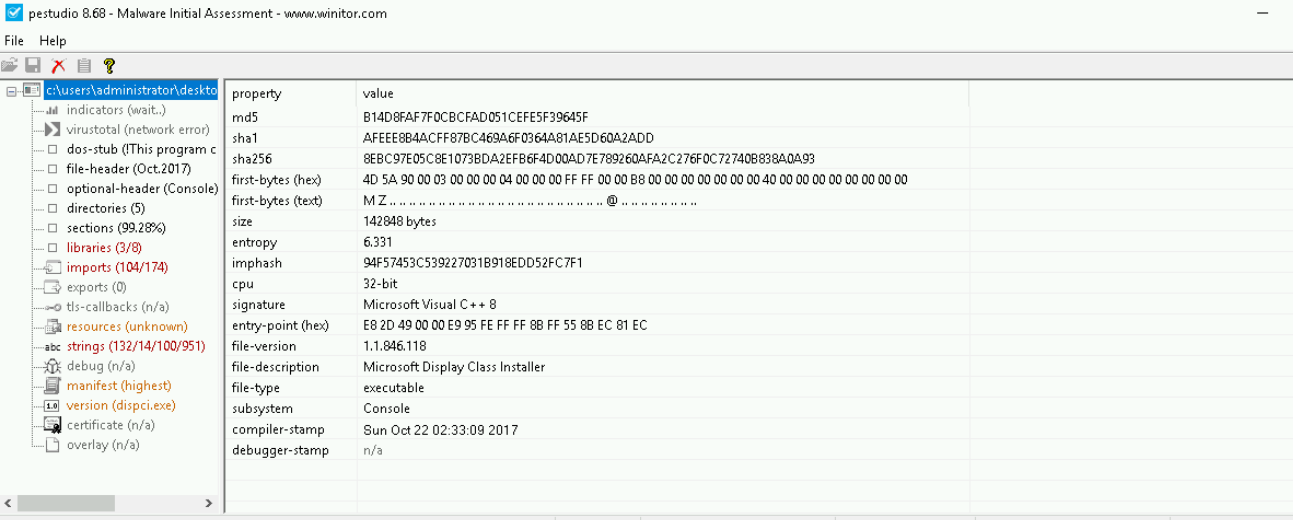 pestudio 8.68 - Malware Initial Assessment - www.winitor.com
File Help
c:\users\administrator\deskto
indicators (wait..)
virustotal (network error)
dos-stub (!This program c
file-header (Oct.2017)
optional-header (Console)
directories (5)
sections (99.28%)
libraries (3/8)
imports (104/174)
exports (0)
tls-callbacks (n/a)
resources (unknown)
abc strings (132/14/100/951)
debug (n/a)
manifest (highest)
1.0 version (dispci.exe)
certificate (n/a)
overlay (n/a)
property value
md5 B14D8FAF7F0CBCFAD051CEFE5F39645F
sha1 AFEEE8B4ACFF87BC469A6F0364A81AE5D60A2ADD
sha256 8EBC97E05C8E1073BDA2EFB6F4D00AD7E789260AFA2C276F0C72740B838A0A93
first-bytes (hex) 4D 5A 90 00 03 00 00 00 04 00 00 00 FF FF 00 00 B8 00 00 00 00 00 00 00 40 00 00 00 00 00 00 00
first-bytes (text) M Z .. .. .. .. .. .. .. .. .. .. .. .. .. .. .. .. .. .. .. .. .. .. @ .. .. .. .. .. .. ..
size 142848 bytes
entropy 6.331
imphash 94F57453C539227031B918EDD52FC7F1
cpu 32-bit
signature Microsoft Visual C++ 8
entry-point (hex) E8 2D 49 00 00 E9 95 FE FF FF 8B FF 55 8B EC 81 EC
file-version 1.1.846.118
file-description Microsoft Display Class Installer
file-type executable
subsystem Console
compiler-stamp Sun Oct 22 02:33:09 2017
debugger-stamp n/a